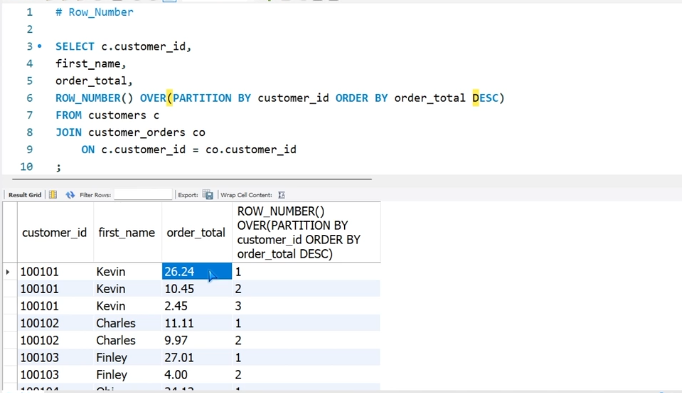 1 # Row_Number
2
3 SELECT c.customer_id,
4 first_name,
5 order_total,
6 ROW_NUMBER() OVER(PARTITION BY customer_id ORDER BY order_total DESC)
7 FROM customers c
8 JOIN customer_orders co
9 ON c.customer_id = co.customer_id
10 ;
Result Grid Filter Rows: Export: Wrap Cell Content:
customer_id first_name order_total ROW_NUMBER()
OVER(PARTITION BY
customer_id ORDER BY
order_total DESC)
100101 Kevin 26.24 1
100101 Kevin 10.45 2
100101 Kevin 2.45 3
100102 Charles 11.11 1
100102 Charles 9.97 2
100103 Finley 27.01 1
100103 Finley 4.00 2